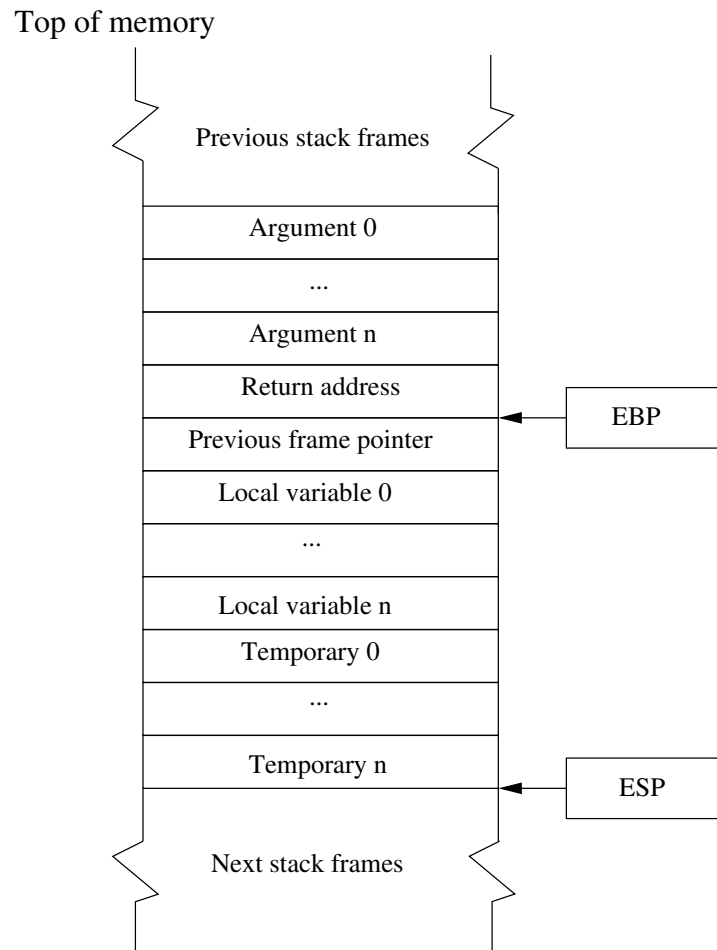 Top of memory
Previous stack frames
Argument 0
...
Argument n
Return address
EBP
Previous frame pointer
Local variable 0
...
Local variable n
Temporary 0
...
Temporary n
ESP
Next stack frames